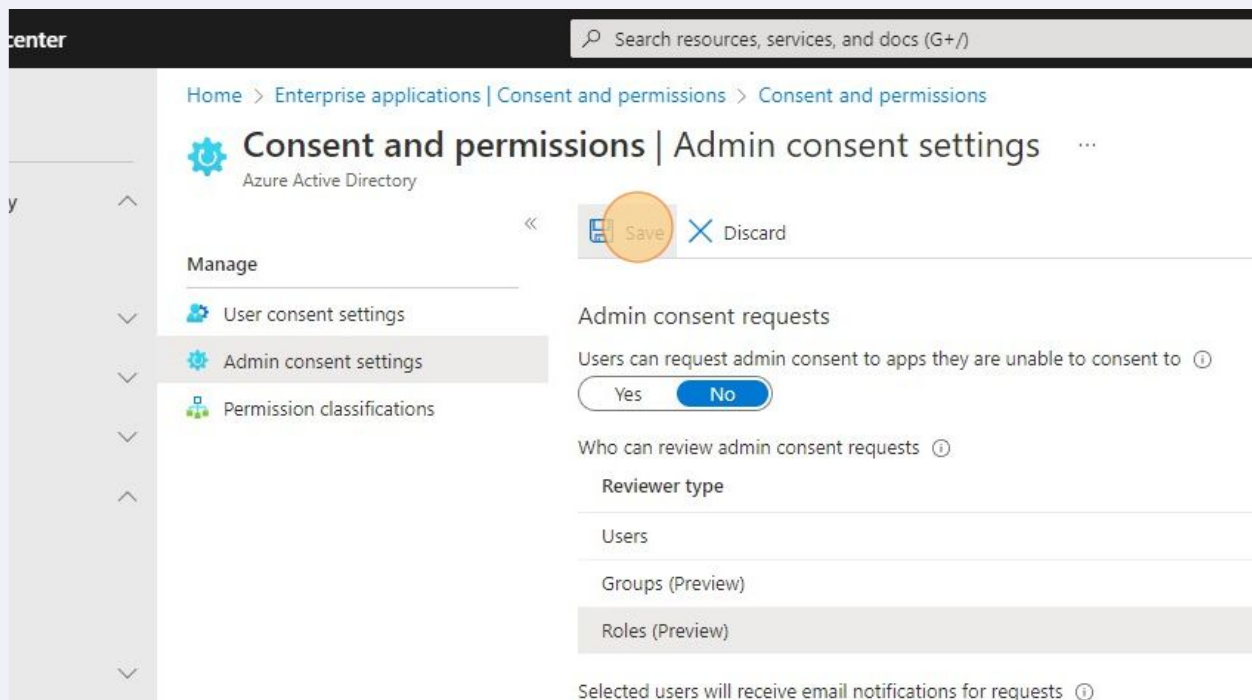 center
Search resources, services, and docs (G+/)
Home > Enterprise applications | Consent and permissions > Consent and permissions
Consent and permissions | Admin consent settings ...
Azure Active Directory
y
«
Save
Discard
Manage
User consent settings
Admin consent settings
Permission classifications
Admin consent requests
Users can request admin consent to apps they are unable to consent to
Yes
No
Who can review admin consent requests
Reviewer type
Users
Groups (Preview)
Roles (Preview)
Selected users will receive email notifications for requests